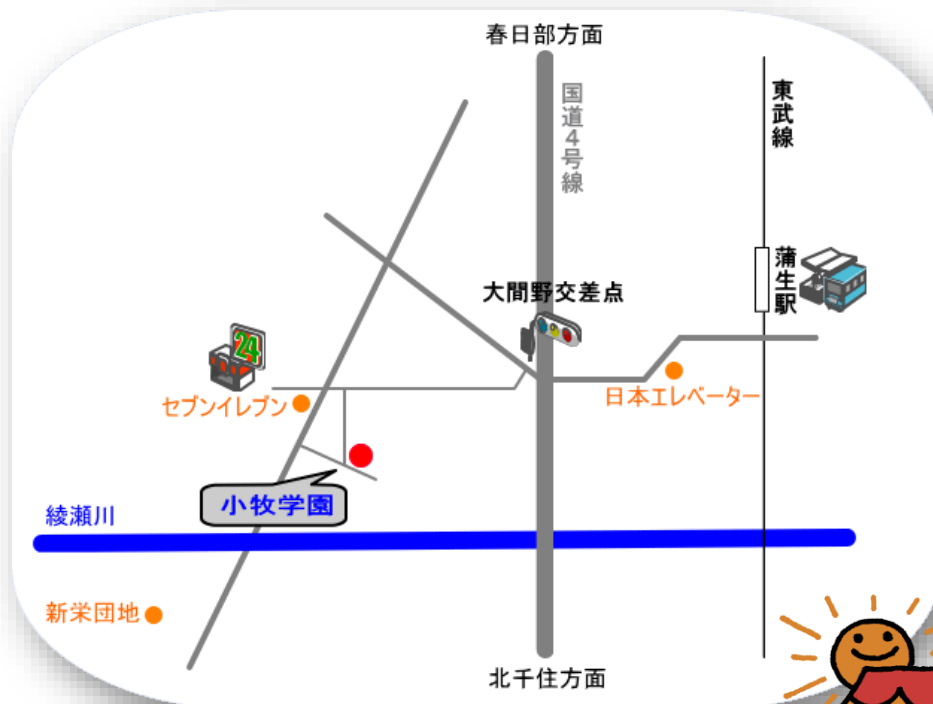 春日部方面
国道4号線
東武線
蒲生駅
大間野交差点
24
セブンイレブン
日本エレベーター
小牧学園
綾瀬川
新栄団地
北千住方面